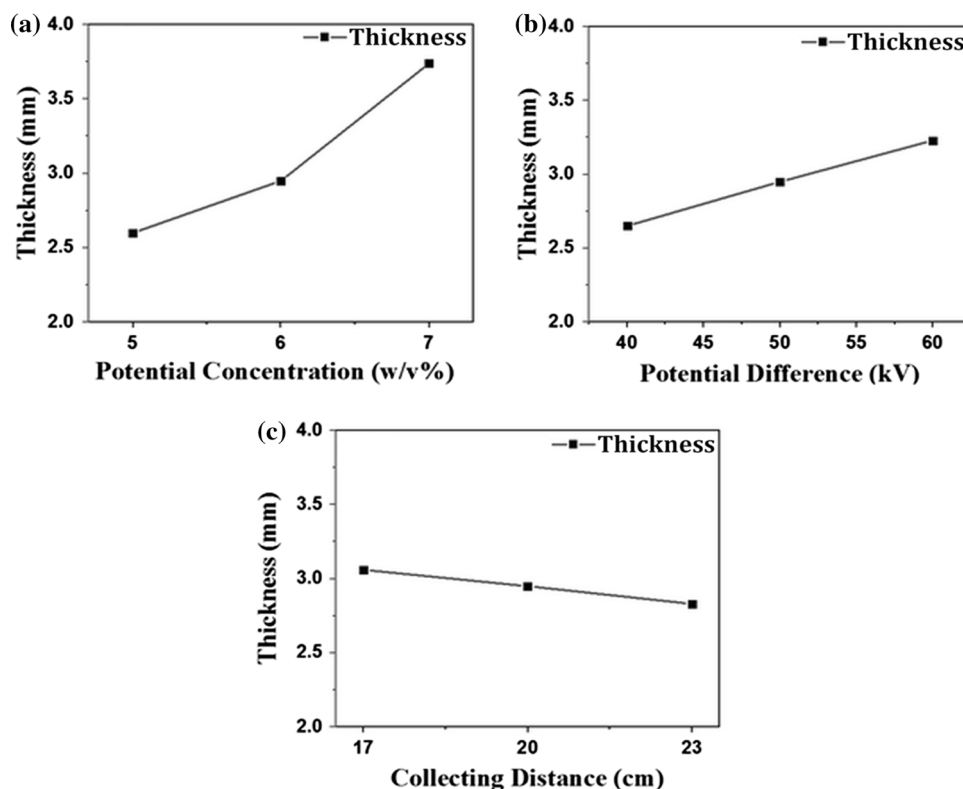 (a)
Thickness
4.0
3.5
3.0
2.5
2.0
Thickness (mm)
5 6 7
Potential Concentration (w/v%)
(b)
Thickness
4.0
3.5
3.0
2.5
2.0
Thickness (mm)
40 45 50 55 60
Potential Difference (kV)
(c)
Thickness
4.0
3.5
3.0
2.5
2.0
Thickness (mm)
17 20 23
Collecting Distance (cm)